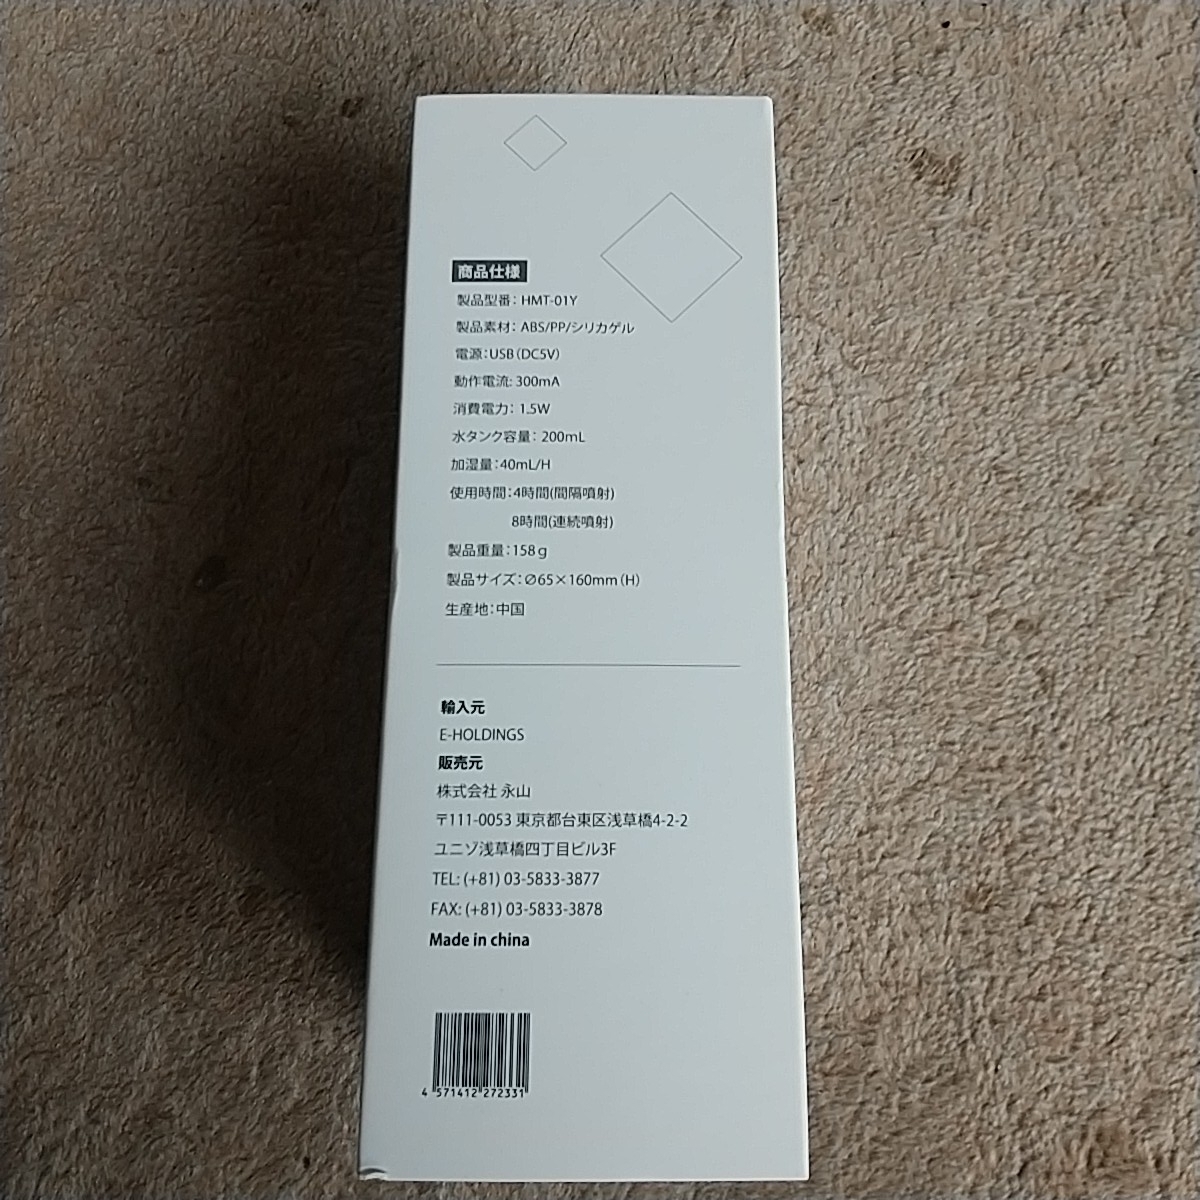 商品仕様
製品型番：HMT-01Y
製品素材：ABS/PP/シリカゲル
電源：USB（DC5V）
動作電流: 300mA
消費電力：1.5W
水タンク容量：200mL
加湿量：40mL/H
使用時間：4時間(間隔噴射)
8時間(連続噴射)
製品重量：158g
製品サイズ：∅65×160mm（H）
生産地：中国
輸入元
E-HOLDINGS
販売元
株式会社 永山
〒111-0053 東京都台東区浅草橋4-2-2
ユニゾ浅草橋四丁目ビル3F
TEL: (+81) 03-5833-3877
FAX: (+81) 03-5833-3878
Made in china
4 571412 272331